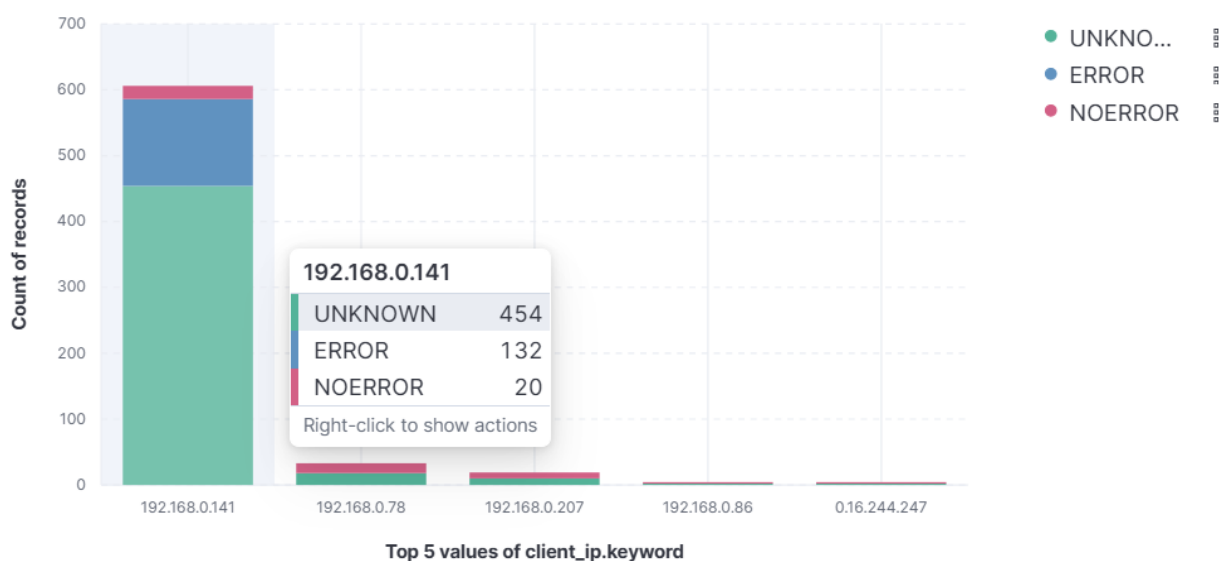 700
600
500
400
300
200
100
0
Count of records
192.168.0.141
UNKNOWN 454
ERROR 132
NOERROR 20
Right-click to show actions
192.168.0.141 192.168.0.78 192.168.0.207 192.168.0.86 0.16.244.247
Top 5 values of client_ip.keyword
UNKNO...
ERROR
NOERROR